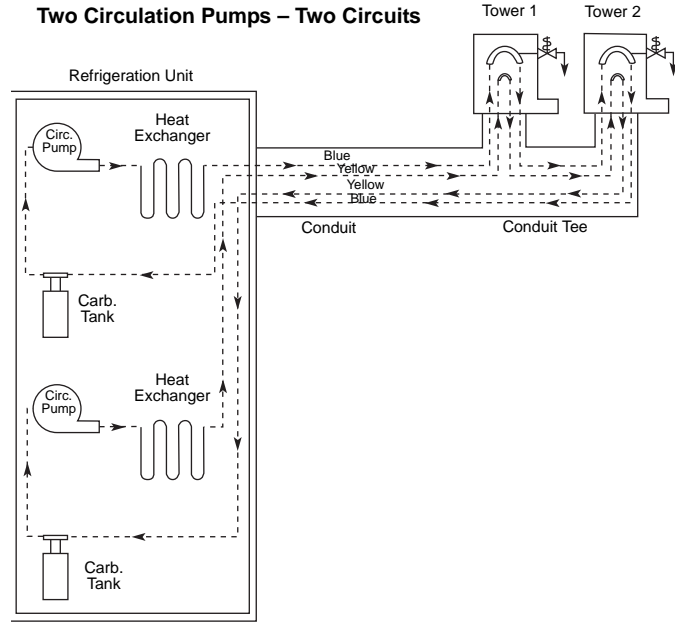 Two Circulation Pumps – Two Circuits
Tower 1
Tower 2
Refrigeration Unit
Circ.
Pump
Heat
Exchanger
Blue
Yellow
Yellow
Blue
Conduit
Conduit Tee
Carb.
Tank
Circ.
Pump
Heat
Exchanger
Carb.
Tank